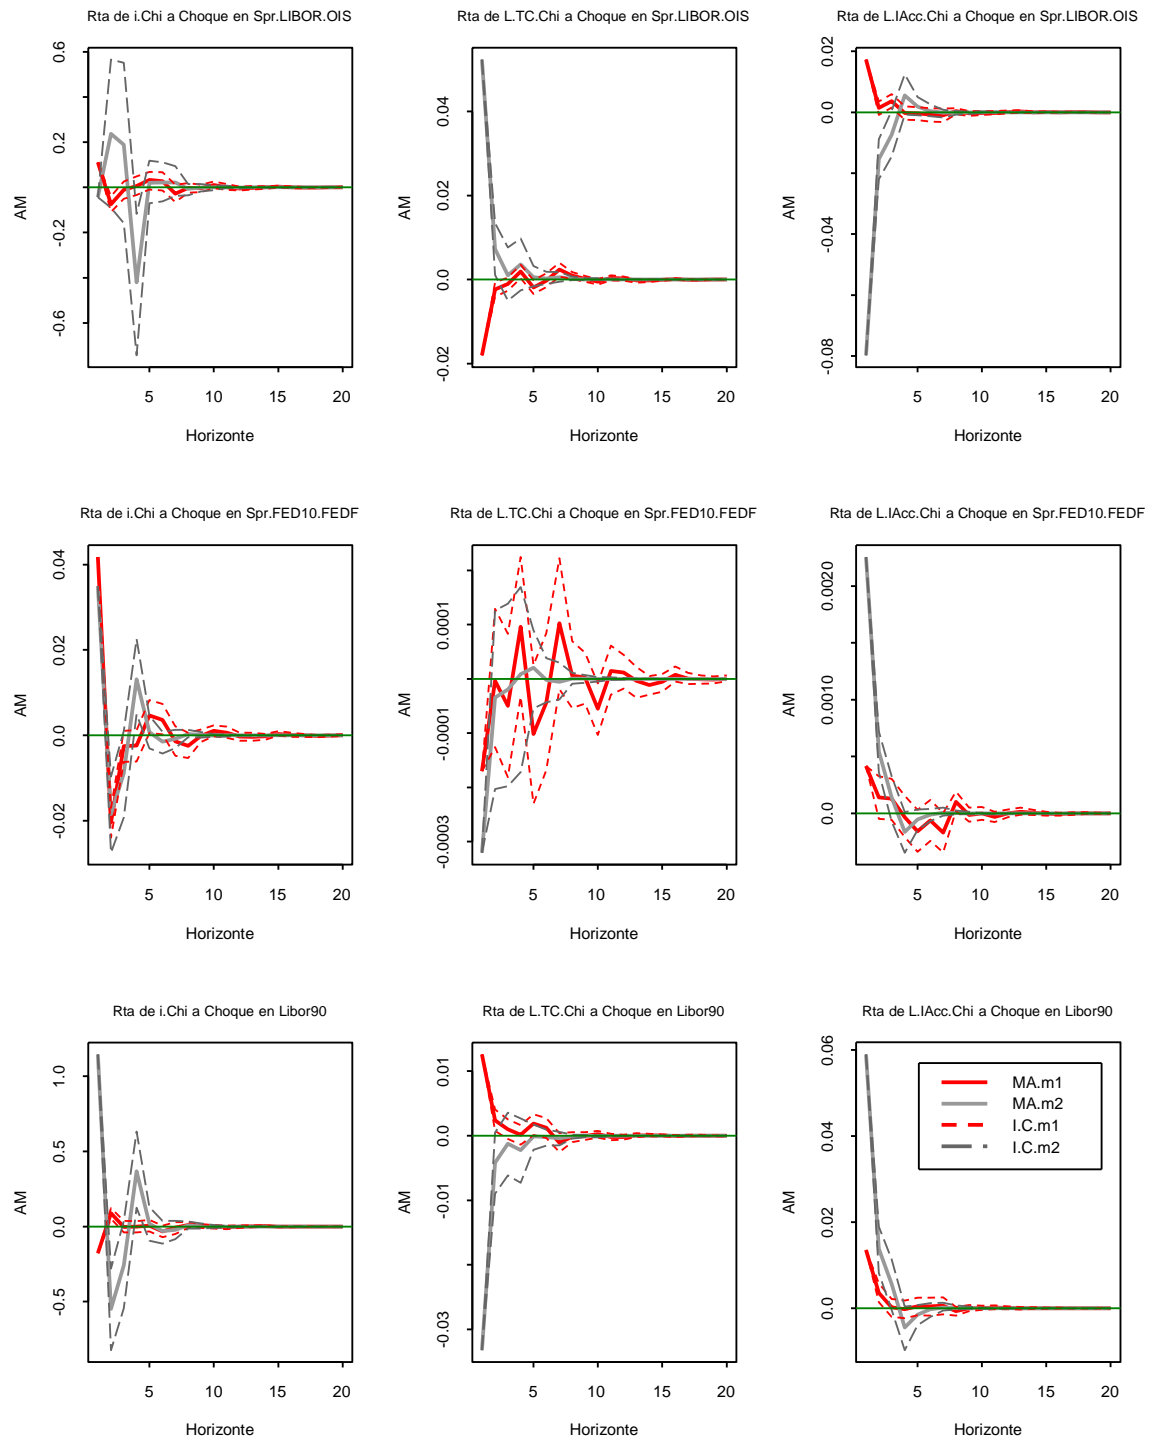 Rta de i.Chi a Choque en Spr.LIBOR.OIS
Rta de L.TC.Chi a Choque en Spr.LIBOR.OIS
Rta de L.IAcc.Chi a Choque en Spr.LIBOR.OIS
AM
0.6
0.2
-0.2
-0.6
5 10 15 20
Horizonte
AM
0.04
0.02
0.0
-0.02
5 10 15 20
Horizonte
AM
0.02
0.0
-0.04
-0.08
5 10 15 20
Horizonte
Rta de i.Chi a Choque en Spr.FED10.FEDF
Rta de L.TC.Chi a Choque en Spr.FED10.FEDF
Rta de L.IAcc.Chi a Choque en Spr.FED10.FEDF
AM
0.04
0.02
0.0
-0.02
5 10 15 20
Horizonte
AM
0.0001
-0.0001
-0.0003
5 10 15 20
Horizonte
AM
0.0020
0.0010
0.0
5 10 15 20
Horizonte
Rta de i.Chi a Choque en Libor90
Rta de L.TC.Chi a Choque en Libor90
Rta de L.IAcc.Chi a Choque en Libor90
AM
1.0
0.5
0.0
-0.5
5 10 15 20
Horizonte
AM
0.01
0.0
-0.01
-0.03
5 10 15 20
Horizonte
AM
0.06
0.04
0.02
0.0
MA.m1
MA.m2
I.C.m1
I.C.m2
5 10 15 20
Horizonte